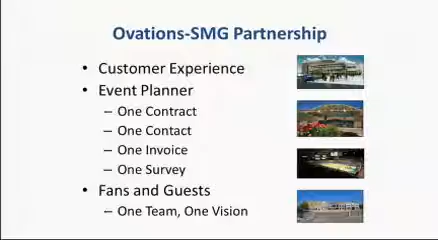 Ovations-SMG Partnership
• Customer Experience
• Event Planner
– One Contract
– One Contact
– One Invoice
– One Survey
• Fans and Guests
– One Team, One Vision